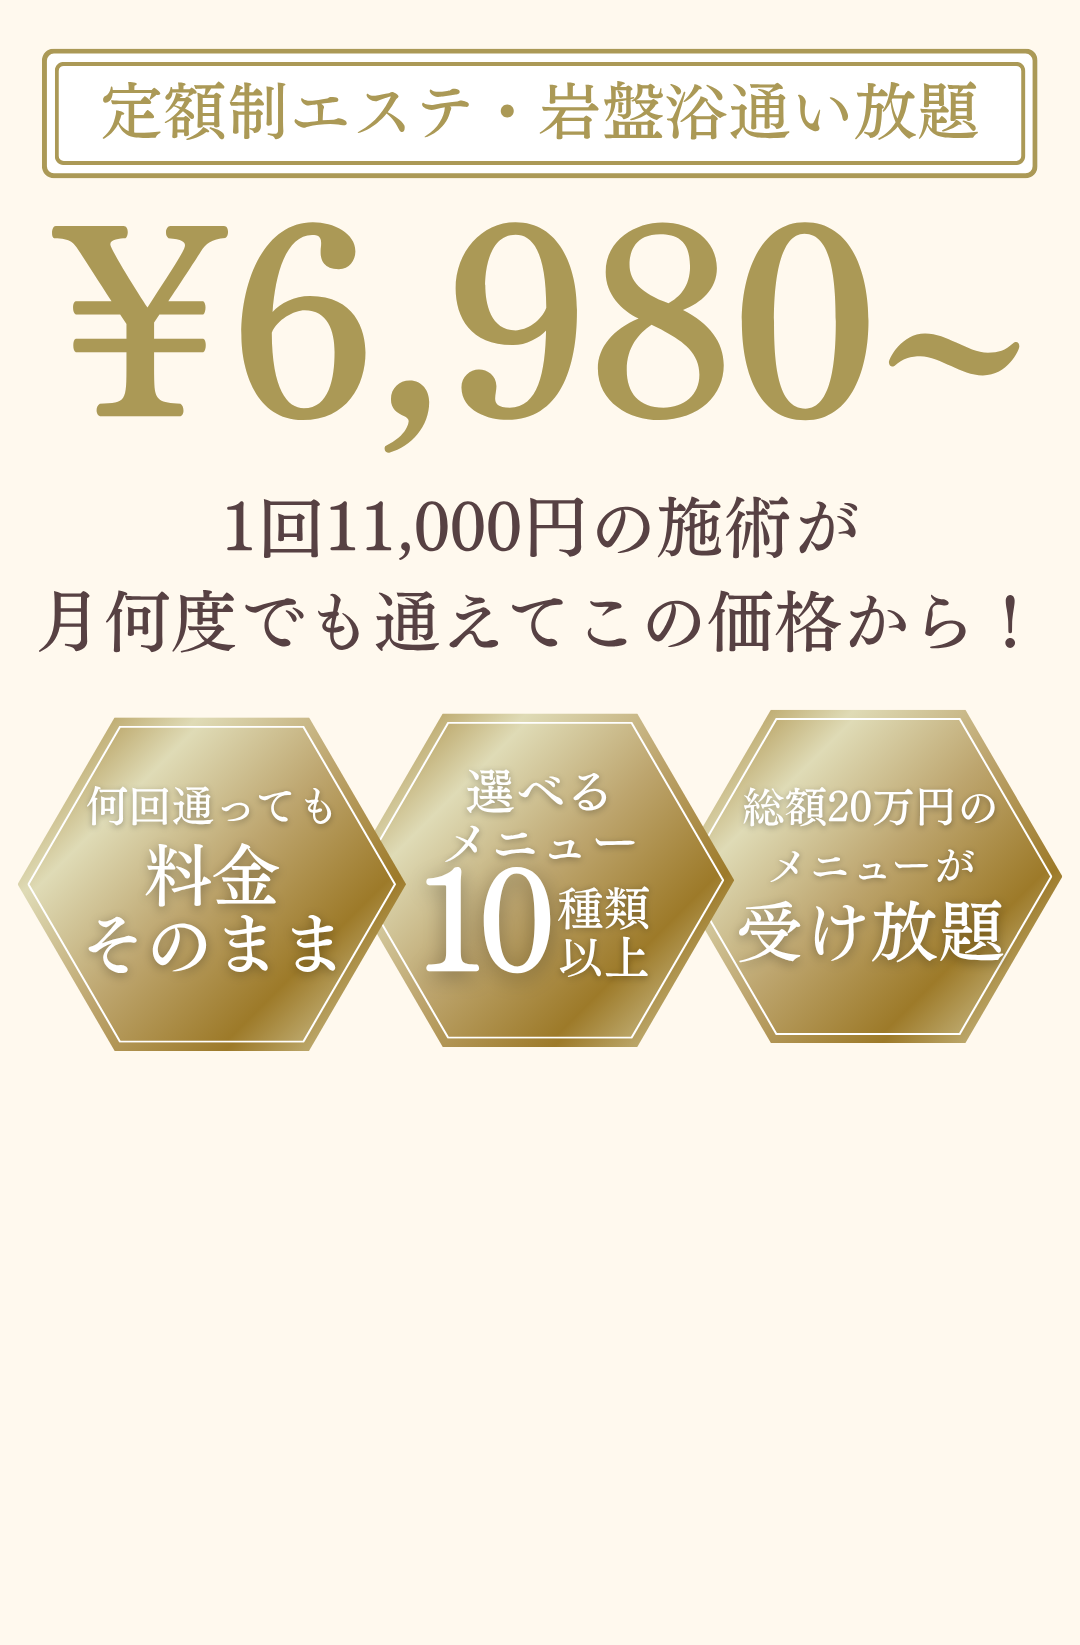 定額制エステ・岩盤浴通い放題
¥6,980~
1回11,000円の施術が
月何度でも通えてこの価格から！
何回通っても
料金
そのまま
選べる
メニュー
10種類
以上
総額20万円の
メニューが
受け放題